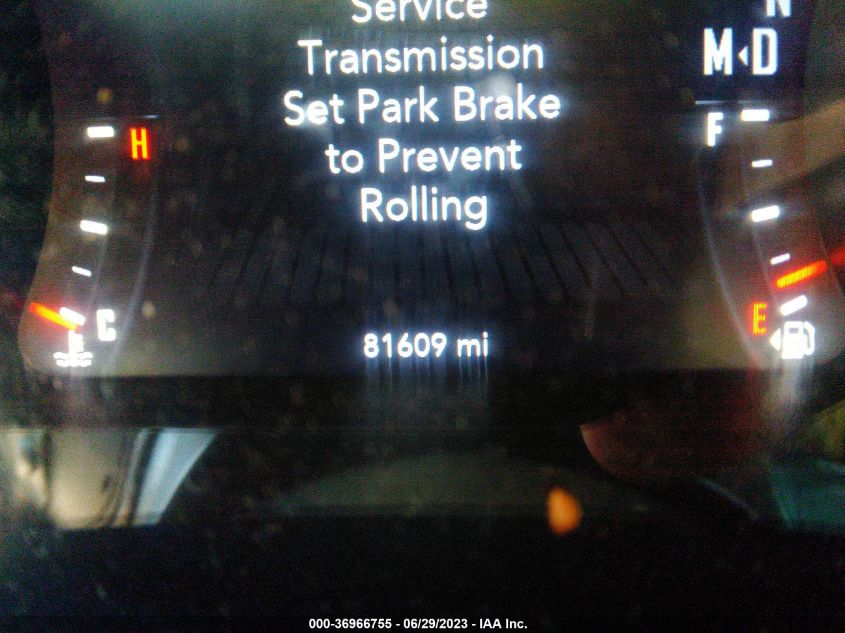 Service
N
Transmission
M D
Set Park Brake
H
F
to Prevent
Rolling
E
C
81609 mi
000-36966755 - 06/29/2023 - IAA Inc.